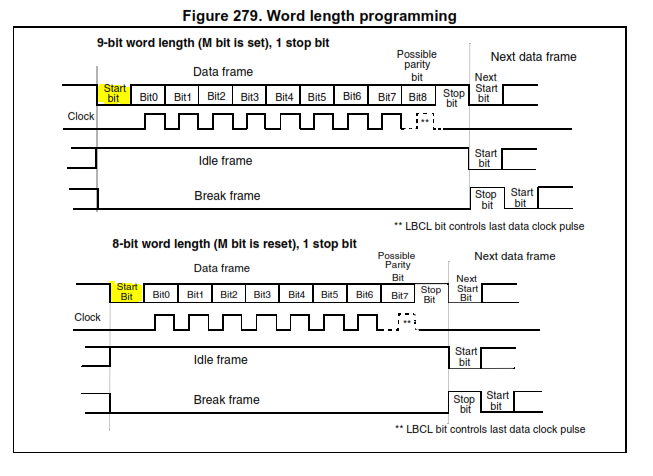 Figure 279. Word length programming
9-bit word length (M bit is set), 1 stop bit
Possible
parity
bit
Next data frame
Data frame
Next
Start
bit
Start
bit
Bit0
Bit1
Bit2
Bit3
Bit4
Bit5
Bit6
Bit7
Bit8
Stop
bit
Clock
**
Idle frame
Start
bit
Break frame
Stop
bit
Start
bit
** LBCL bit controls last data clock pulse
8-bit word length (M bit is reset), 1 stop bit
Possible
Parity
Bit
Next data frame
Data frame
Next
Start
Bit
Start
Bit
Bit0
Bit1
Bit2
Bit3
Bit4
Bit5
Bit6
Bit7
Stop
Bit
Clock
**
Idle frame
Start
bit
Break frame
Stop
bit
Start
bit
** LBCL bit controls last data clock pulse